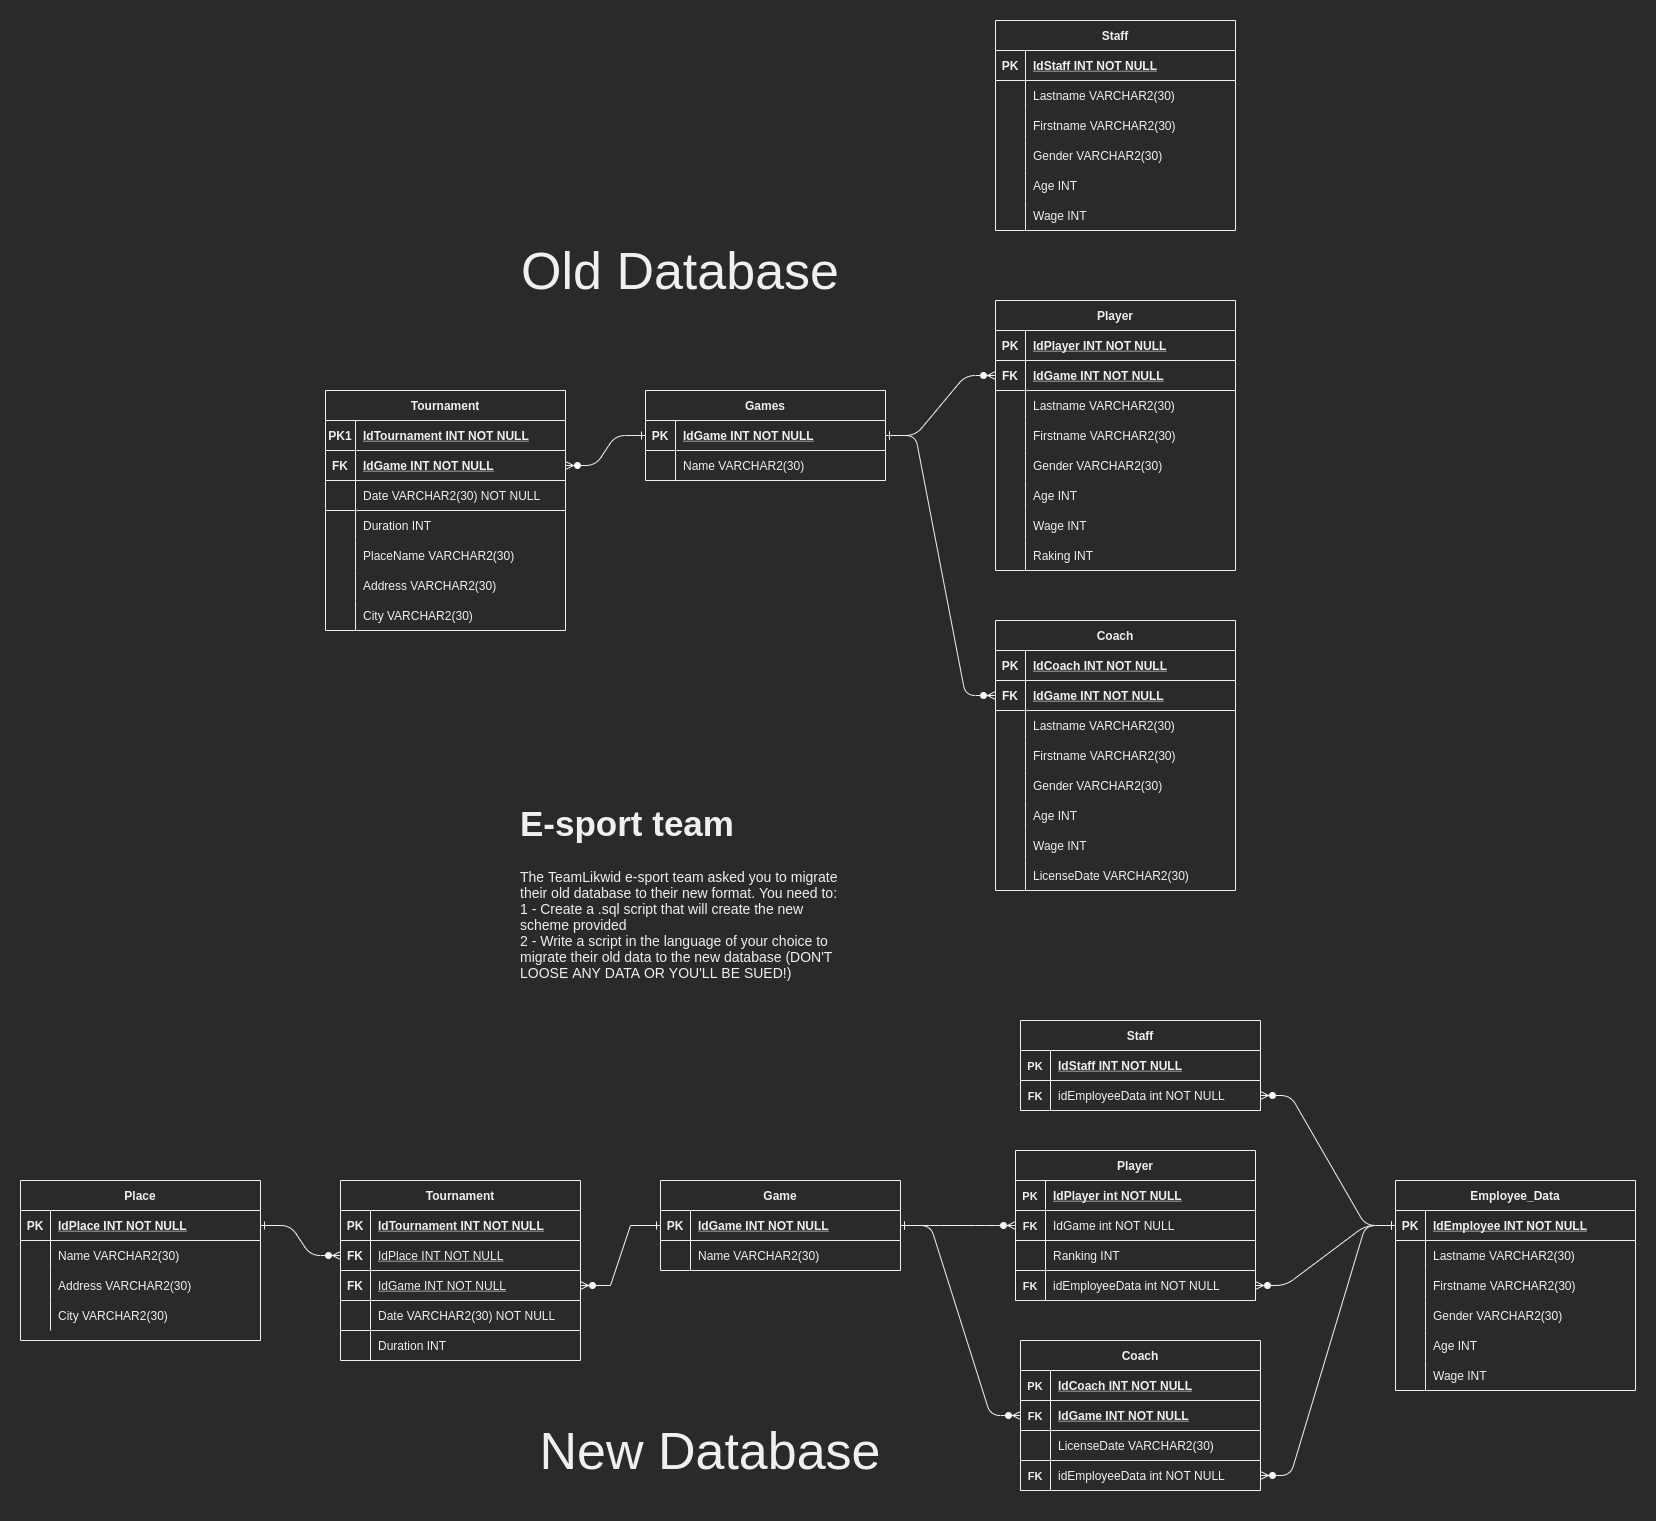 Staff
PK IdStaff INT NOT NULL
Lastname VARCHAR2(30)
Firstname VARCHAR2(30)
Gender VARCHAR2(30)
Age INT
Wage INT
Old Database
Player
PK IdPlayer INT NOT NULL
FK IdGame INT NOT NULL
Lastname VARCHAR2(30)
Firstname VARCHAR2(30)
Gender VARCHAR2(30)
Age INT
Wage INT
Raking INT
Tournament
PK1 IdTournament INT NOT NULL
FK IdGame INT NOT NULL
Date VARCHAR2(30) NOT NULL
Duration INT
PlaceName VARCHAR2(30)
Address VARCHAR2(30)
City VARCHAR2(30)
Games
PK IdGame INT NOT NULL
Name VARCHAR2(30)
Coach
PK IdCoach INT NOT NULL
FK IdGame INT NOT NULL
Lastname VARCHAR2(30)
Firstname VARCHAR2(30)
Gender VARCHAR2(30)
Age INT
Wage INT
LicenseDate VARCHAR2(30)
E-sport team
The TeamLikwid e-sport team asked you to migrate
their old database to their new format. You need to:
1 - Create a .sql script that will create the new
scheme provided
2 - Write a script in the language of your choice to
migrate their old data to the new database (DON'T
LOOSE ANY DATA OR YOU'LL BE SUED!)
Staff
PK IdStaff INT NOT NULL
FK idEmployeeData int NOT NULL
Place
PK IdPlace INT NOT NULL
Name VARCHAR2(30)
Address VARCHAR2(30)
City VARCHAR2(30)
Tournament
PK IdTournament INT NOT NULL
FK IdPlace INT NOT NULL
FK IdGame INT NOT NULL
Date VARCHAR2(30) NOT NULL
Duration INT
Game
PK IdGame INT NOT NULL
Name VARCHAR2(30)
Player
PK IdPlayer int NOT NULL
FK IdGame int NOT NULL
Ranking INT
FK idEmployeeData int NOT NULL
Employee_Data
PK IdEmployee INT NOT NULL
Lastname VARCHAR2(30)
Firstname VARCHAR2(30)
Gender VARCHAR2(30)
Age INT
Wage INT
Coach
PK IdCoach INT NOT NULL
FK IdGame INT NOT NULL
LicenseDate VARCHAR2(30)
FK idEmployeeData int NOT NULL
New Database